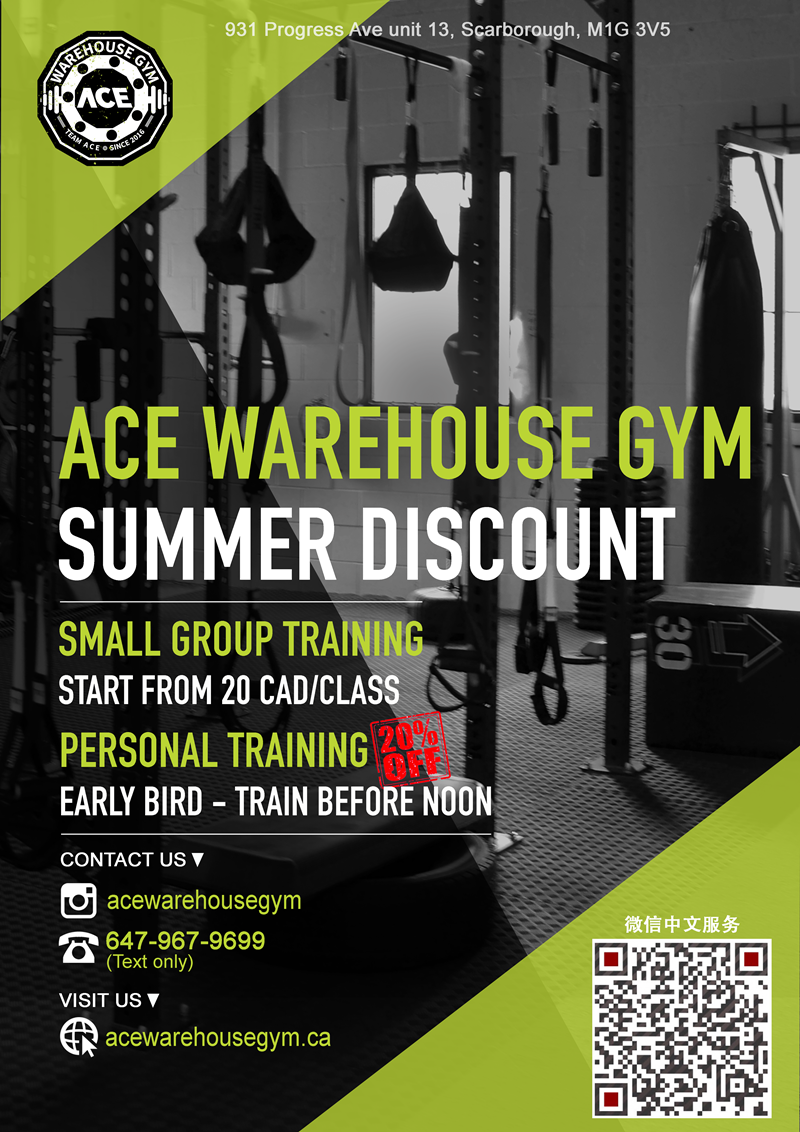 931 Progress Ave unit 13, Scarborough, M1G 3V5
WAREHOUSE GYM
ACE
TEAM ACE SINCE 2016
ACE WAREHOUSE GYM
SUMMER DISCOUNT
SMALL GROUP TRAINING
START FROM 20 CAD/CLASS
PERSONAL TRAINING 20% OFF
EARLY BIRD - TRAIN BEFORE NOON
30
CONTACT US ▼
acewarehousegym
647-967-9699
(Text only)
VISIT US ▼
acewarehousegym.ca
微信中文服务